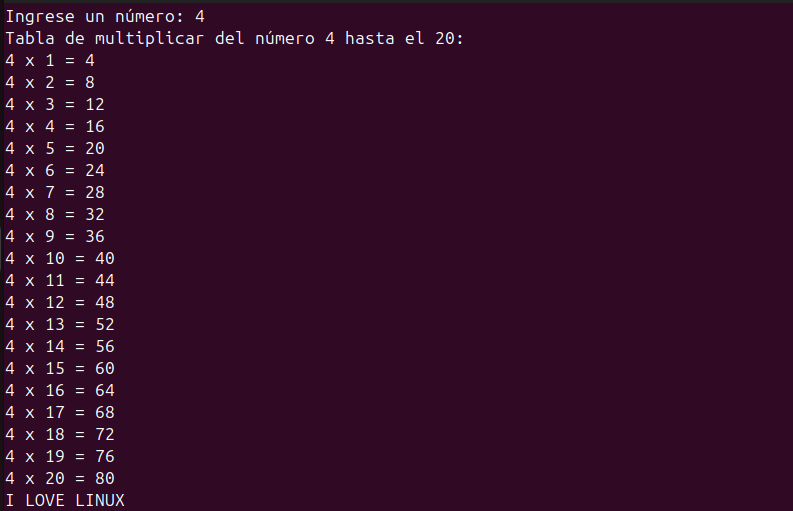 Ingrese un número: 4
Tabla de multiplicar del número 4 hasta el 20:
4 x 1 = 4
4 x 2 = 8
4 x 3 = 12
4 x 4 = 16
4 x 5 = 20
4 x 6 = 24
4 x 7 = 28
4 x 8 = 32
4 x 9 = 36
4 x 10 = 40
4 x 11 = 44
4 x 12 = 48
4 x 13 = 52
4 x 14 = 56
4 x 15 = 60
4 x 16 = 64
4 x 17 = 68
4 x 18 = 72
4 x 19 = 76
4 x 20 = 80
I LOVE LINUX